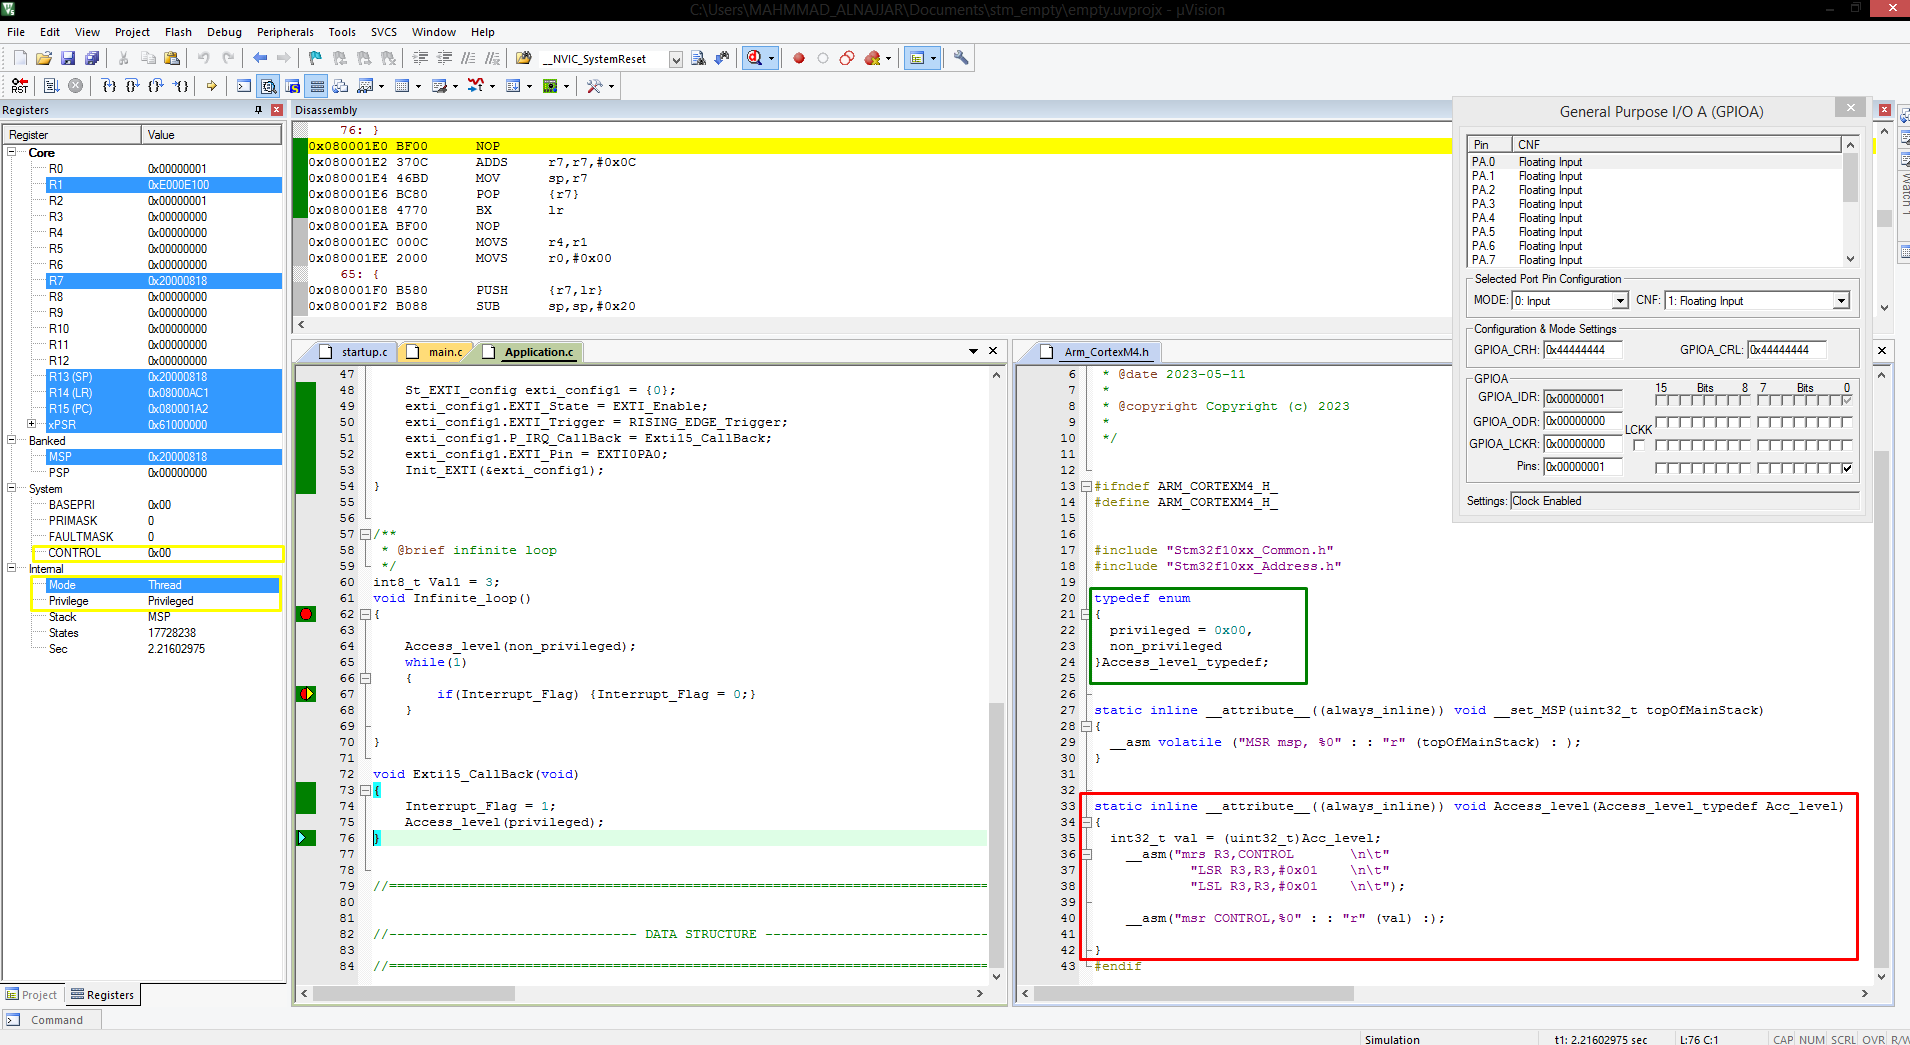 C:\Users\MAHMMAD_ALNAJJAR\Documents\stm_empty\empty.uvprojx - µVision
File Edit View Project Flash Debug Peripherals Tools SVCS Window Help
__NVIC_SystemReset
RST
Registers
Register Value
Core
R0 0x00000001
R1 0xE000E100
R2 0x00000001
R3 0x00000000
R4 0x00000000
R5 0x00000000
R6 0x00000000
R7 0x20000818
R8 0x00000000
R9 0x00000000
R10 0x00000000
R11 0x00000000
R12 0x00000000
R13 (SP) 0x20000818
R14 (LR) 0x08000AC1
R15 (PC) 0x080001A2
xPSR 0x61000000
Banked
MSP 0x20000818
PSP 0x00000000
System
BASEPRI 0x00
PRIMASK 0
FAULTMASK 0
CONTROL 0x00
Internal
Mode Thread
Privilege Privileged
Stack MSP
States 17728238
Sec 2.21602975
Project Registers
Command
Disassembly
76: }
0x080001E0 BF00 NOP
0x080001E2 370C ADDS r7,r7,#0x0C
0x080001E4 46BD MOV sp,r7
0x080001E6 BC80 POP {r7}
0x080001E8 4770 BX lr
0x080001EA BF00 NOP
0x080001EC 000C MOVS r4,r1
0x080001EE 2000 MOVS r0,#0x00
65: {
0x080001F0 B580 PUSH {r7,lr}
0x080001F2 B088 SUB sp,sp,#0x20
startup.c main.c Application.c
47
48 St_EXTI_config exti_config1 = {0};
49 exti_config1.EXTI_State = EXTI_Enable;
50 exti_config1.EXTI_Trigger = RISING_EDGE_Trigger;
51 exti_config1.P_IRQ_CallBack = Exti15_CallBack;
52 exti_config1.EXTI_Pin = EXTI0PA0;
53 Init_EXTI(&exti_config1);
54 }
55
56
57 /**
58 * @brief infinite loop
59 */
60 int8_t Val1 = 3;
61 void Infinite_loop()
62 {
63
64 Access_level(non_privileged);
65 while(1)
66 {
67 if(Interrupt_Flag) {Interrupt_Flag = 0;}
68 }
69
70 }
71
72 void Exti15_CallBack(void)
73 {
74 Interrupt_Flag = 1;
75 Access_level(privileged);
76 }
77
78
79 //==========================================================================
80
81
82 //------------------------------- DATA STRUCTURE ----------------------------
83
84 //==========================================================================
Arm_CortexM4.h
6 * @date 2023-05-11
7 *
8 * @copyright Copyright (c) 2023
9 *
10 */
11
12
13 #ifndef ARM_CORTEXM4_H_
14 #define ARM_CORTEXM4_H_
15
16
17 #include "Stm32f10xx_Common.h"
18 #include "Stm32f10xx_Address.h"
19
20 typedef enum
21 {
22 privileged = 0x00,
23 non_privileged
24 }Access_level_typedef;
25
26
27 static inline __attribute__((always_inline)) void __set_MSP(uint32_t topOfMainStack)
28 {
29 __asm volatile ("MSR msp, %0" : : "r" (topOfMainStack) : );
30 }
31
32
33 static inline __attribute__((always_inline)) void Access_level(Access_level_typedef Acc_level)
34 {
35 int32_t val = (uint32_t)Acc_level;
36 __asm("mrs R3,CONTROL \n\t"
37 "LSR R3,R3,#0x01 \n\t"
38 "LSL R3,R3,#0x01 \n\t");
39
40 __asm("msr CONTROL,%0" : : "r" (val) :);
41
42 }
43 #endif
General Purpose I/O A (GPIOA)
Pin CNF
PA.0 Floating Input
PA.1 Floating Input
PA.2 Floating Input
PA.3 Floating Input
PA.4 Floating Input
PA.5 Floating Input
PA.6 Floating Input
PA.7 Floating Input
Selected Port Pin Configuration
MODE: 0: Input CNF: 1: Floating Input
Configuration & Mode Settings
GPIOA_CRH: 0x44444444 GPIOA_CRL: 0x44444444
GPIOA
15 Bits 8 7 Bits 0
GPIOA_IDR: 0x00000001
GPIOA_ODR: 0x00000000
LCKK
GPIOA_LCKR: 0x00000000
Pins: 0x00000001
Settings: Clock Enabled
Watch 1
Simulation t1: 2.21602975 sec L:76 C:1 CAP NUM SCRL OVR R/W